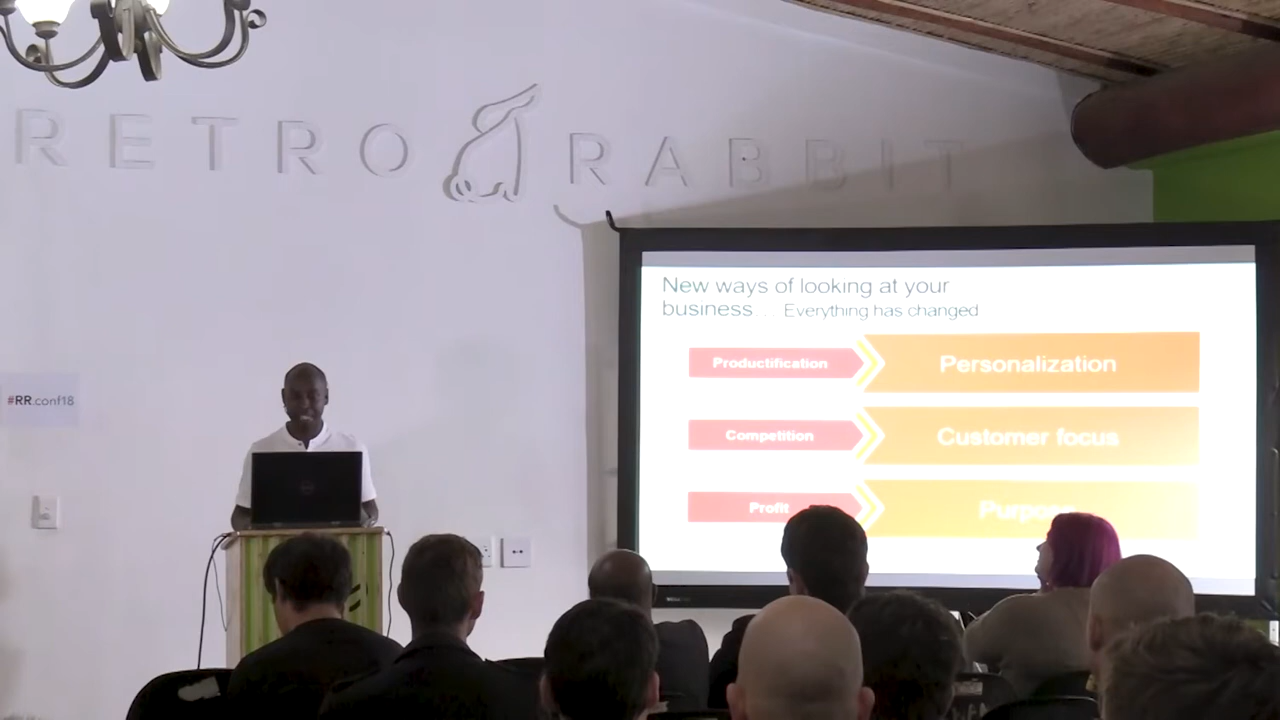 RETRO RABBIT
#RR.conf18
New ways of looking at your
business... Everything has changed
Productification
Personalization
Competition
Customer focus
Profit